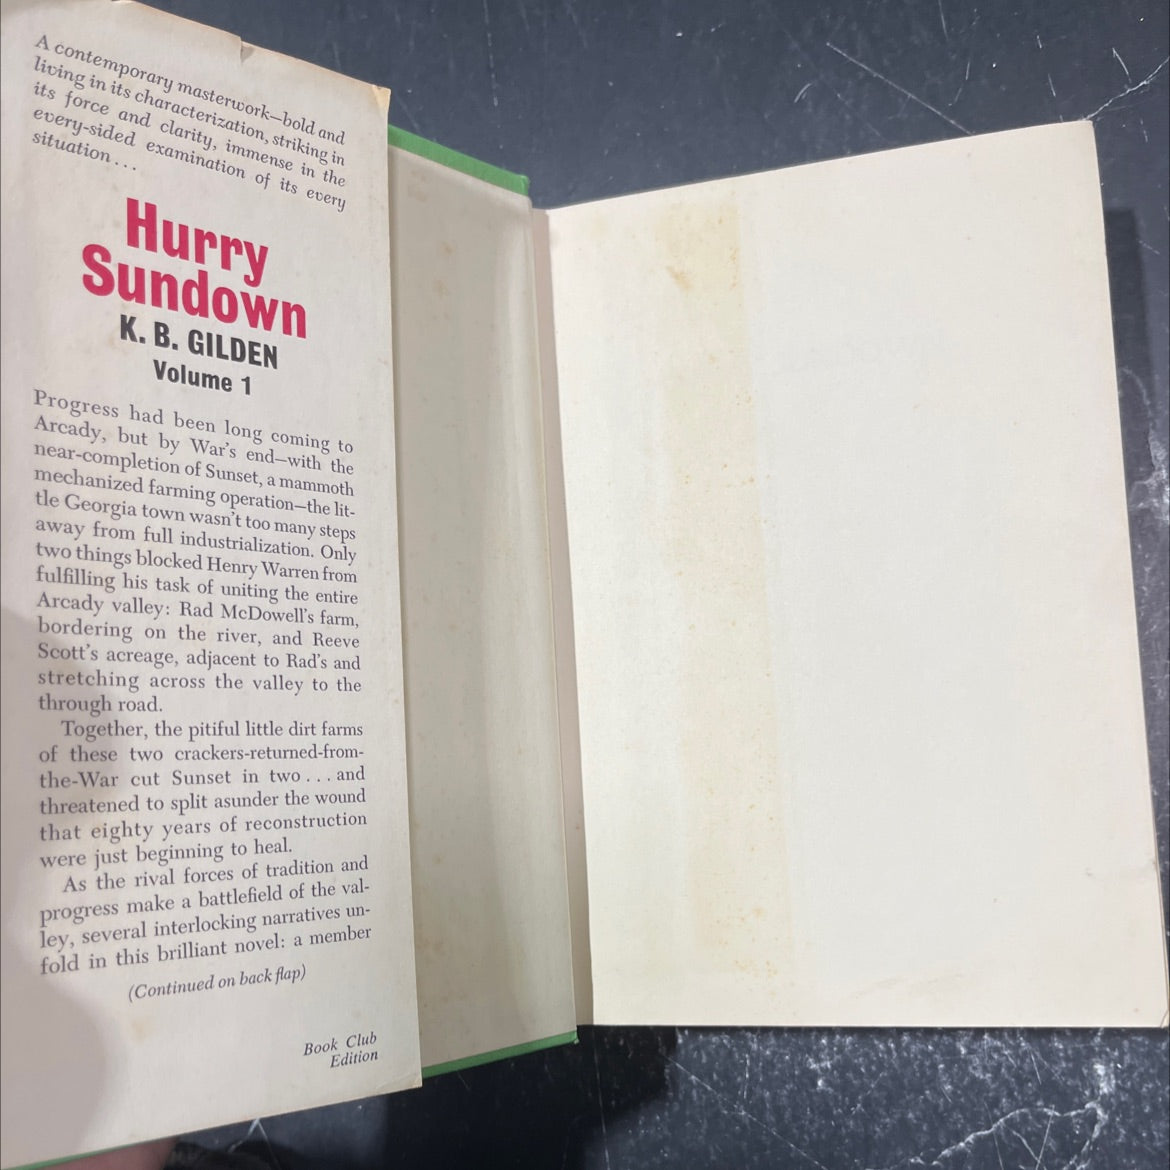 A contemporary masterwork—bold and
living in its characterization, striking in
its force and clarity, immense in the
every-sided examination of its every
situation...
Hurry
Sundown
K. B. GILDEN
Volume 1
Progress had been long coming to
Arcady, but by War's end—with the
near-completion of Sunset, a mammoth
mechanized farming operation—the lit-
tle Georgia town wasn't too many steps
away from full industrialization. Only
two things blocked Henry Warren from
fulfilling his task of uniting the entire
Arcady valley: Rad McDowell's farm,
bordering on the river, and Reeve
Scott's acreage, adjacent to Rad's and
stretching across the valley to the
through road.
Together, the pitiful little dirt farms
of these two crackers-returned-from-
the-War cut Sunset in two...and
threatened to split asunder the wound
that eighty years of reconstruction
were just beginning to heal.
As the rival forces of tradition and
progress make a battlefield of the val-
ley, several interlocking narratives un-
fold in this brilliant novel: a member
(Continued on back flap)
Book Club
Edition